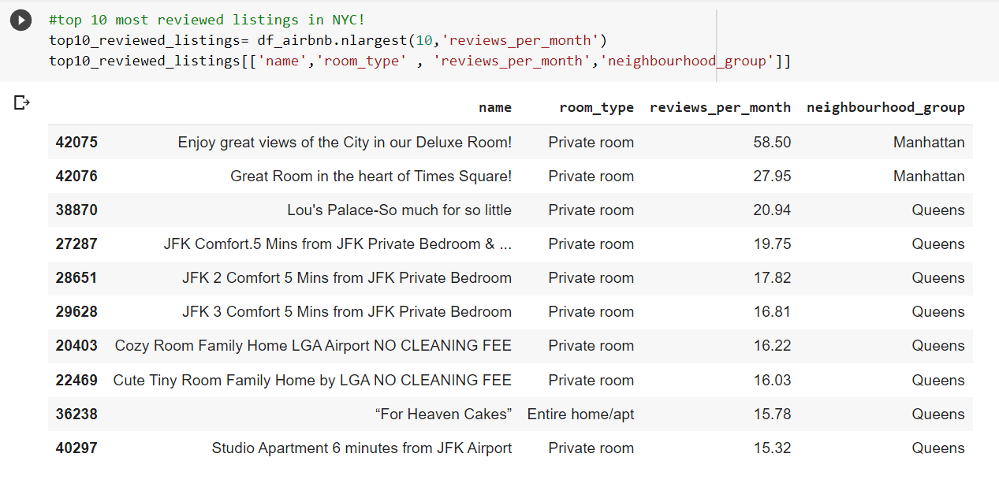 #top 10 most reviewed listings in NYC!
top10_reviewed_listings= df_airbnb.nlargest(10,'reviews_per_month')
top10_reviewed_listings[['name','room_type' , 'reviews_per_month','neighbourhood_group']]
name room_type reviews_per_month neighbourhood_group
42075 Enjoy great views of the City in our Deluxe Room! Private room 58.50 Manhattan
42076 Great Room in the heart of Times Square! Private room 27.95 Manhattan
38870 Lou's Palace-So much for so little Private room 20.94 Queens
27287 JFK Comfort.5 Mins from JFK Private Bedroom & ... Private room 19.75 Queens
28651 JFK 2 Comfort 5 Mins from JFK Private Bedroom Private room 17.82 Queens
29628 JFK 3 Comfort 5 Mins from JFK Private Bedroom Private room 16.81 Queens
20403 Cozy Room Family Home LGA Airport NO CLEANING FEE Private room 16.22 Queens
22469 Cute Tiny Room Family Home by LGA NO CLEANING FEE Private room 16.03 Queens
36238 “For Heaven Cakes” Entire home/apt 15.78 Queens
40297 Studio Apartment 6 minutes from JFK Airport Private room 15.32 Queens